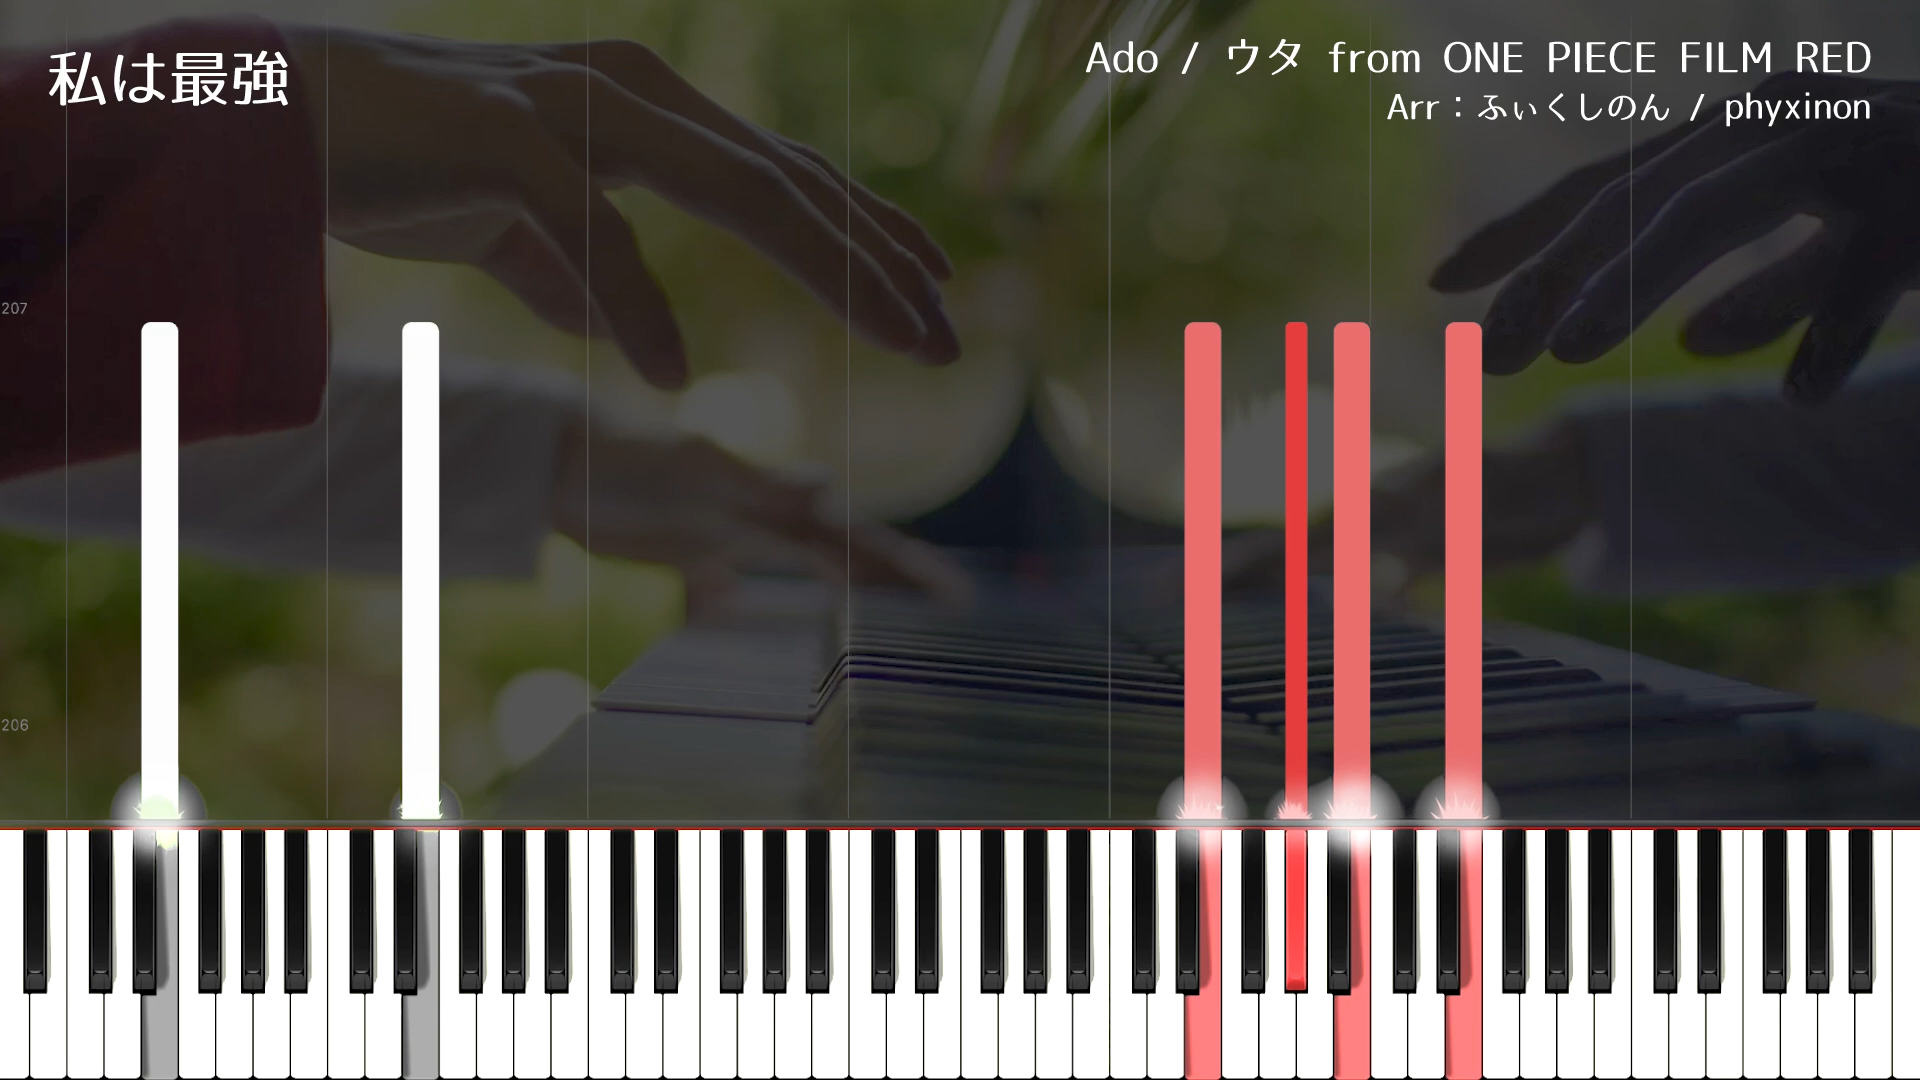 私は最強
Ado / ウタ from ONE PIECE FILM RED
Arr：ふぃくしのん / phyxinon
207
206